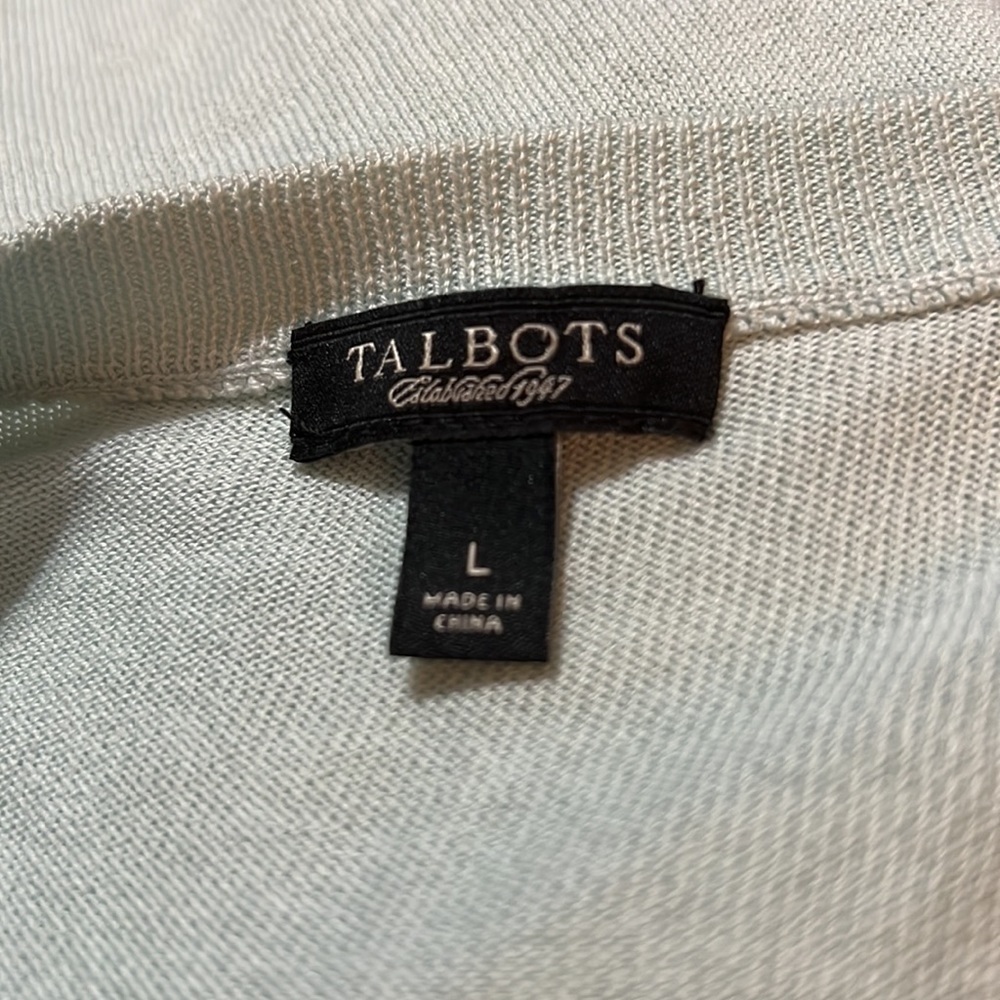 TALBOTS
Established 1947
L
MADE IN
CHINA